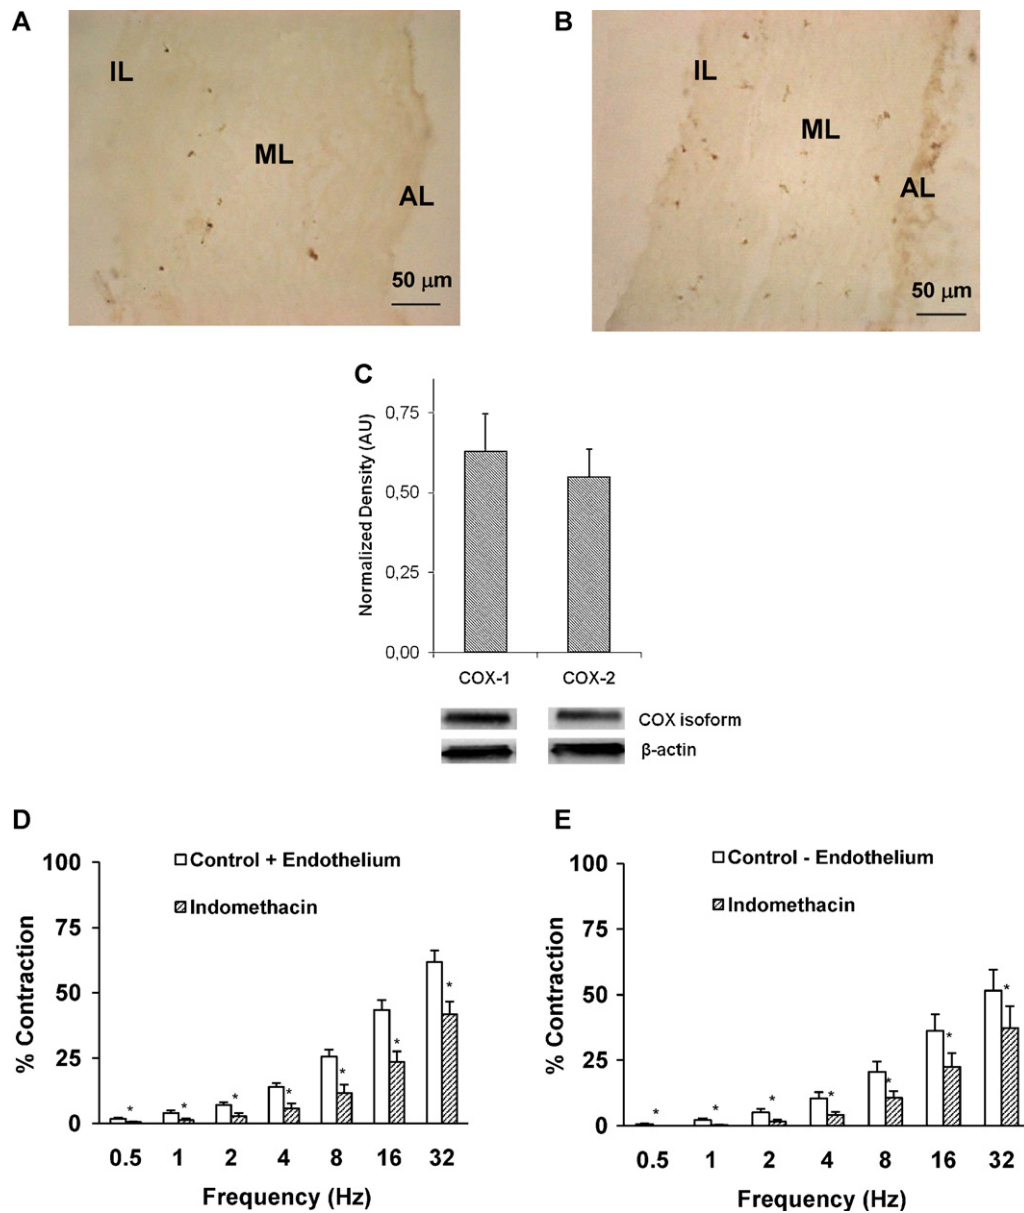 A
IL
ML
AL
50 μm
B
IL
ML
AL
50 μm
C
Normalized Density (AU)
0,75
0,50
0,25
0,00
COX-1
COX-2
COX isoform
β-actin
D
Control + Endothelium
Indomethacin
% Contraction
100
75
50
25
0
* * * * * * *
0.5 1 2 4 8 16 32
Frequency (Hz)
E
Control - Endothelium
Indomethacin
% Contraction
100
75
50
25
0
* * * * * * *
0.5 1 2 4 8 16 32
Frequency (Hz)